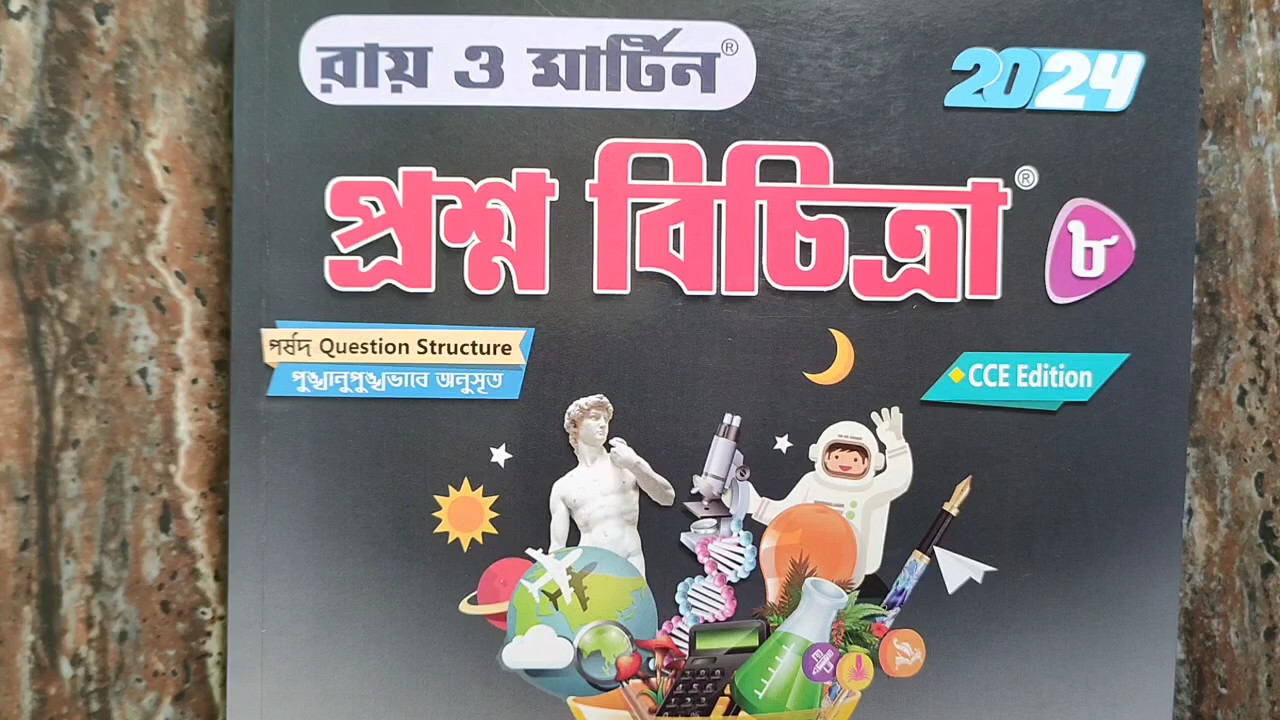 রায় ও মার্টিন®
2024
প্রশ্ন বিচিত্রা®
৮
পর্ষদ Question Structure
পুঙ্খানুপুঙ্খভাবে অনুসৃত
CCE Edition